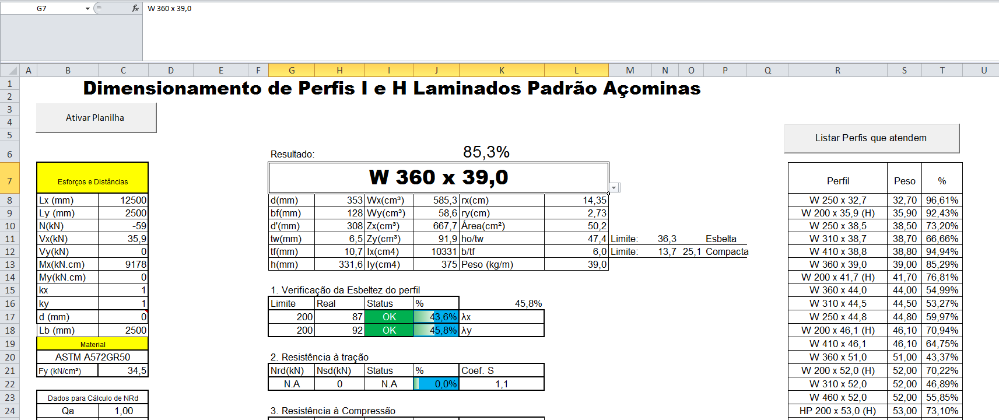 G7 fx W 360 x 39,0
A B C D E F G H I J K L M N O P Q R S T U
1 Dimensionamento de Perfis I e H Laminados Padrão Açominas
2
3
4 Ativar Planilha
5 Listar Perfis que atendem
6 Resultado: 85,3%
7 Esforços e Distâncias W 360 x 39,0 Perfil Peso %
8 Lx (mm) 12500 d(mm) 353 Wx(cm³) 585,3 rx(cm) 14,35 W 250 x 32,7 32,70 96,61%
9 Ly (mm) 2500 bf(mm) 128 Wy(cm³) 58,6 ry(cm) 2,73 W 200 x 35,9 (H) 35,90 92,43%
10 N(kN) -59 d'(mm) 308 Zx(cm³) 667,7 Área(cm²) 50,2 W 250 x 38,5 38,50 73,20%
11 Vx(kN) 35,9 tw(mm) 6,5 Zy(cm³) 91,9 ho/tw 47,4 Limite: 36,3 Esbelta W 310 x 38,7 38,70 66,66%
12 Vy(kN) 0 tf(mm) 10,7 Ix(cm4) 10331 b/tf 6,0 Limite: 13,7 25,1 Compacta W 410 x 38,8 38,80 94,94%
13 Mx(kN.cm) 9178 h(mm) 331,6 Iy(cm4) 375 Peso (kg/m) 39,0 W 360 x 39,0 39,00 85,29%
14 My(kN.cm) 0 W 200 x 41,7 (H) 41,70 76,81%
15 kx 1 1. Verificação da Esbeltez do perfil W 360 x 44,0 44,00 54,99%
16 ky 1 Limite Real Status % 45,8% W 310 x 44,5 44,50 53,27%
17 d (mm) 0 200 87 OK 43,6% λx W 250 x 44,8 44,80 59,97%
18 Lb (mm) 2500 200 92 OK 45,8% λy W 200 x 46,1 (H) 46,10 70,94%
19 Material W 410 x 46,1 46,10 64,75%
20 ASTM A572GR50 2. Resistência à tração W 360 x 51,0 51,00 43,37%
21 Fy (kN/cm²) 34,5 Nrd(kN) Nsd(kN) Status % Coef. S W 200 x 52,0 (H) 52,00 70,22%
22 N.A 0 N.A 0,0% 1,1 W 310 x 52,0 52,00 46,89%
23 Dados para Cálculo de NRd W 460 x 52,0 52,00 55,85%
24 Qa 1,00 3. Resistência à Compressão HP 200 x 53,0 (H) 53,00 73,10%